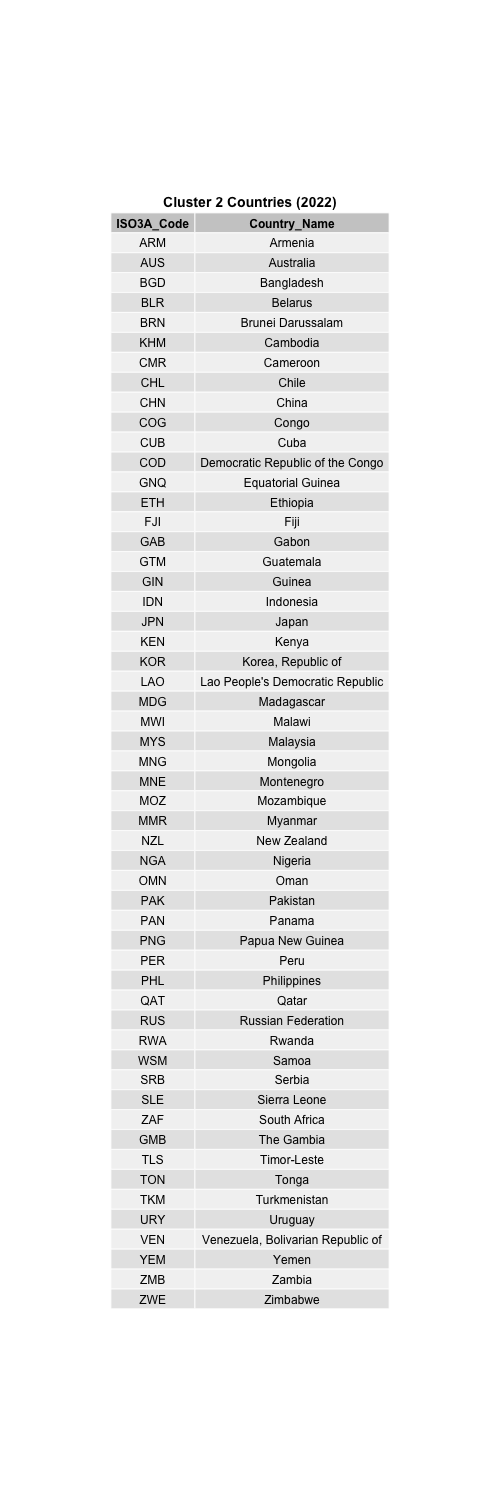 Cluster 2 Countries (2022)
ISO3A_Code Country_Name
ARM Armenia
AUS Australia
BGD Bangladesh
BLR Belarus
BRN Brunei Darussalam
KHM Cambodia
CMR Cameroon
CHL Chile
CHN China
COG Congo
CUB Cuba
COD Democratic Republic of the Congo
GNQ Equatorial Guinea
ETH Ethiopia
FJI Fiji
GAB Gabon
GTM Guatemala
GIN Guinea
IDN Indonesia
JPN Japan
KEN Kenya
KOR Korea, Republic of
LAO Lao People's Democratic Republic
MDG Madagascar
MWI Malawi
MYS Malaysia
MNG Mongolia
MNE Montenegro
MOZ Mozambique
MMR Myanmar
NZL New Zealand
NGA Nigeria
OMN Oman
PAK Pakistan
PAN Panama
PNG Papua New Guinea
PER Peru
PHL Philippines
QAT Qatar
RUS Russian Federation
RWA Rwanda
WSM Samoa
SRB Serbia
SLE Sierra Leone
ZAF South Africa
GMB The Gambia
TLS Timor-Leste
TON Tonga
TKM Turkmenistan
URY Uruguay
VEN Venezuela, Bolivarian Republic of
YEM Yemen
ZMB Zambia
ZWE Zimbabwe